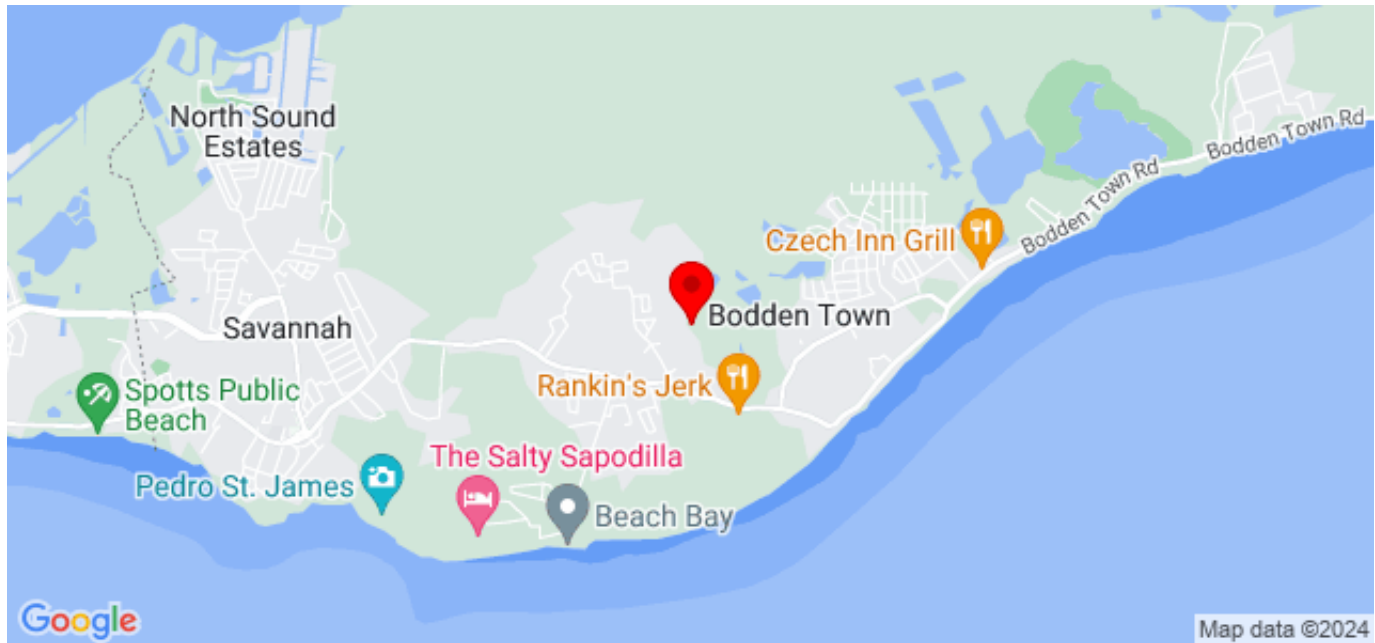 North Sound
Estates
Bodden Town Rd
Bodden Town Rd
Czech Inn Grill
Bodden Town
Savannah
Rankin's Jerk
Spotts Public
Beach
The Salty Sapodilla
Pedro St. James
Beach Bay
Google
Map data ©2024